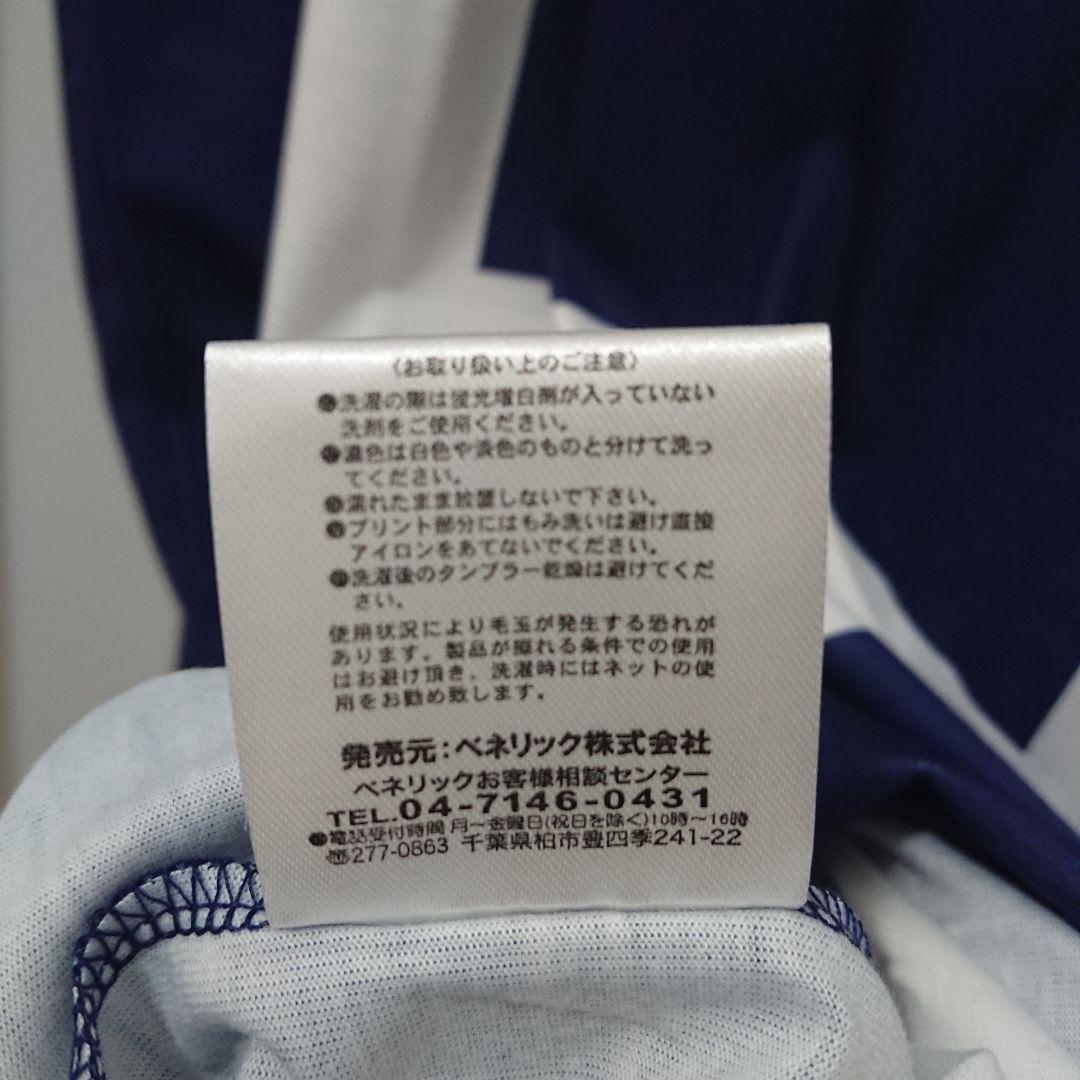 〈お取り扱い上のご注意〉
●洗濯の際は蛍光増白剤が入っていない
洗剤をご使用ください。
●濃色は白色や淡色のものと分けて洗っ
てください。
●濡れたまま放置しないで下さい。
●プリント部分にはもみ洗いは避け直接
アイロンをあてないでください。
●洗濯後のタンブラー乾燥は避けてくだ
さい。
使用状況により毛玉が発生する恐れが
あります。製品が擦れる条件での使用
はお避け頂き、洗濯時にはネットの使
用をお勧め致します。
発売元：ベネリック株式会社
ベネリックお客様相談センター
TEL.04-7146-0431
●電話受付時間 月～金曜日(祝日を除く)10時～16時
〒277-0863 千葉県柏市豊四季241-22